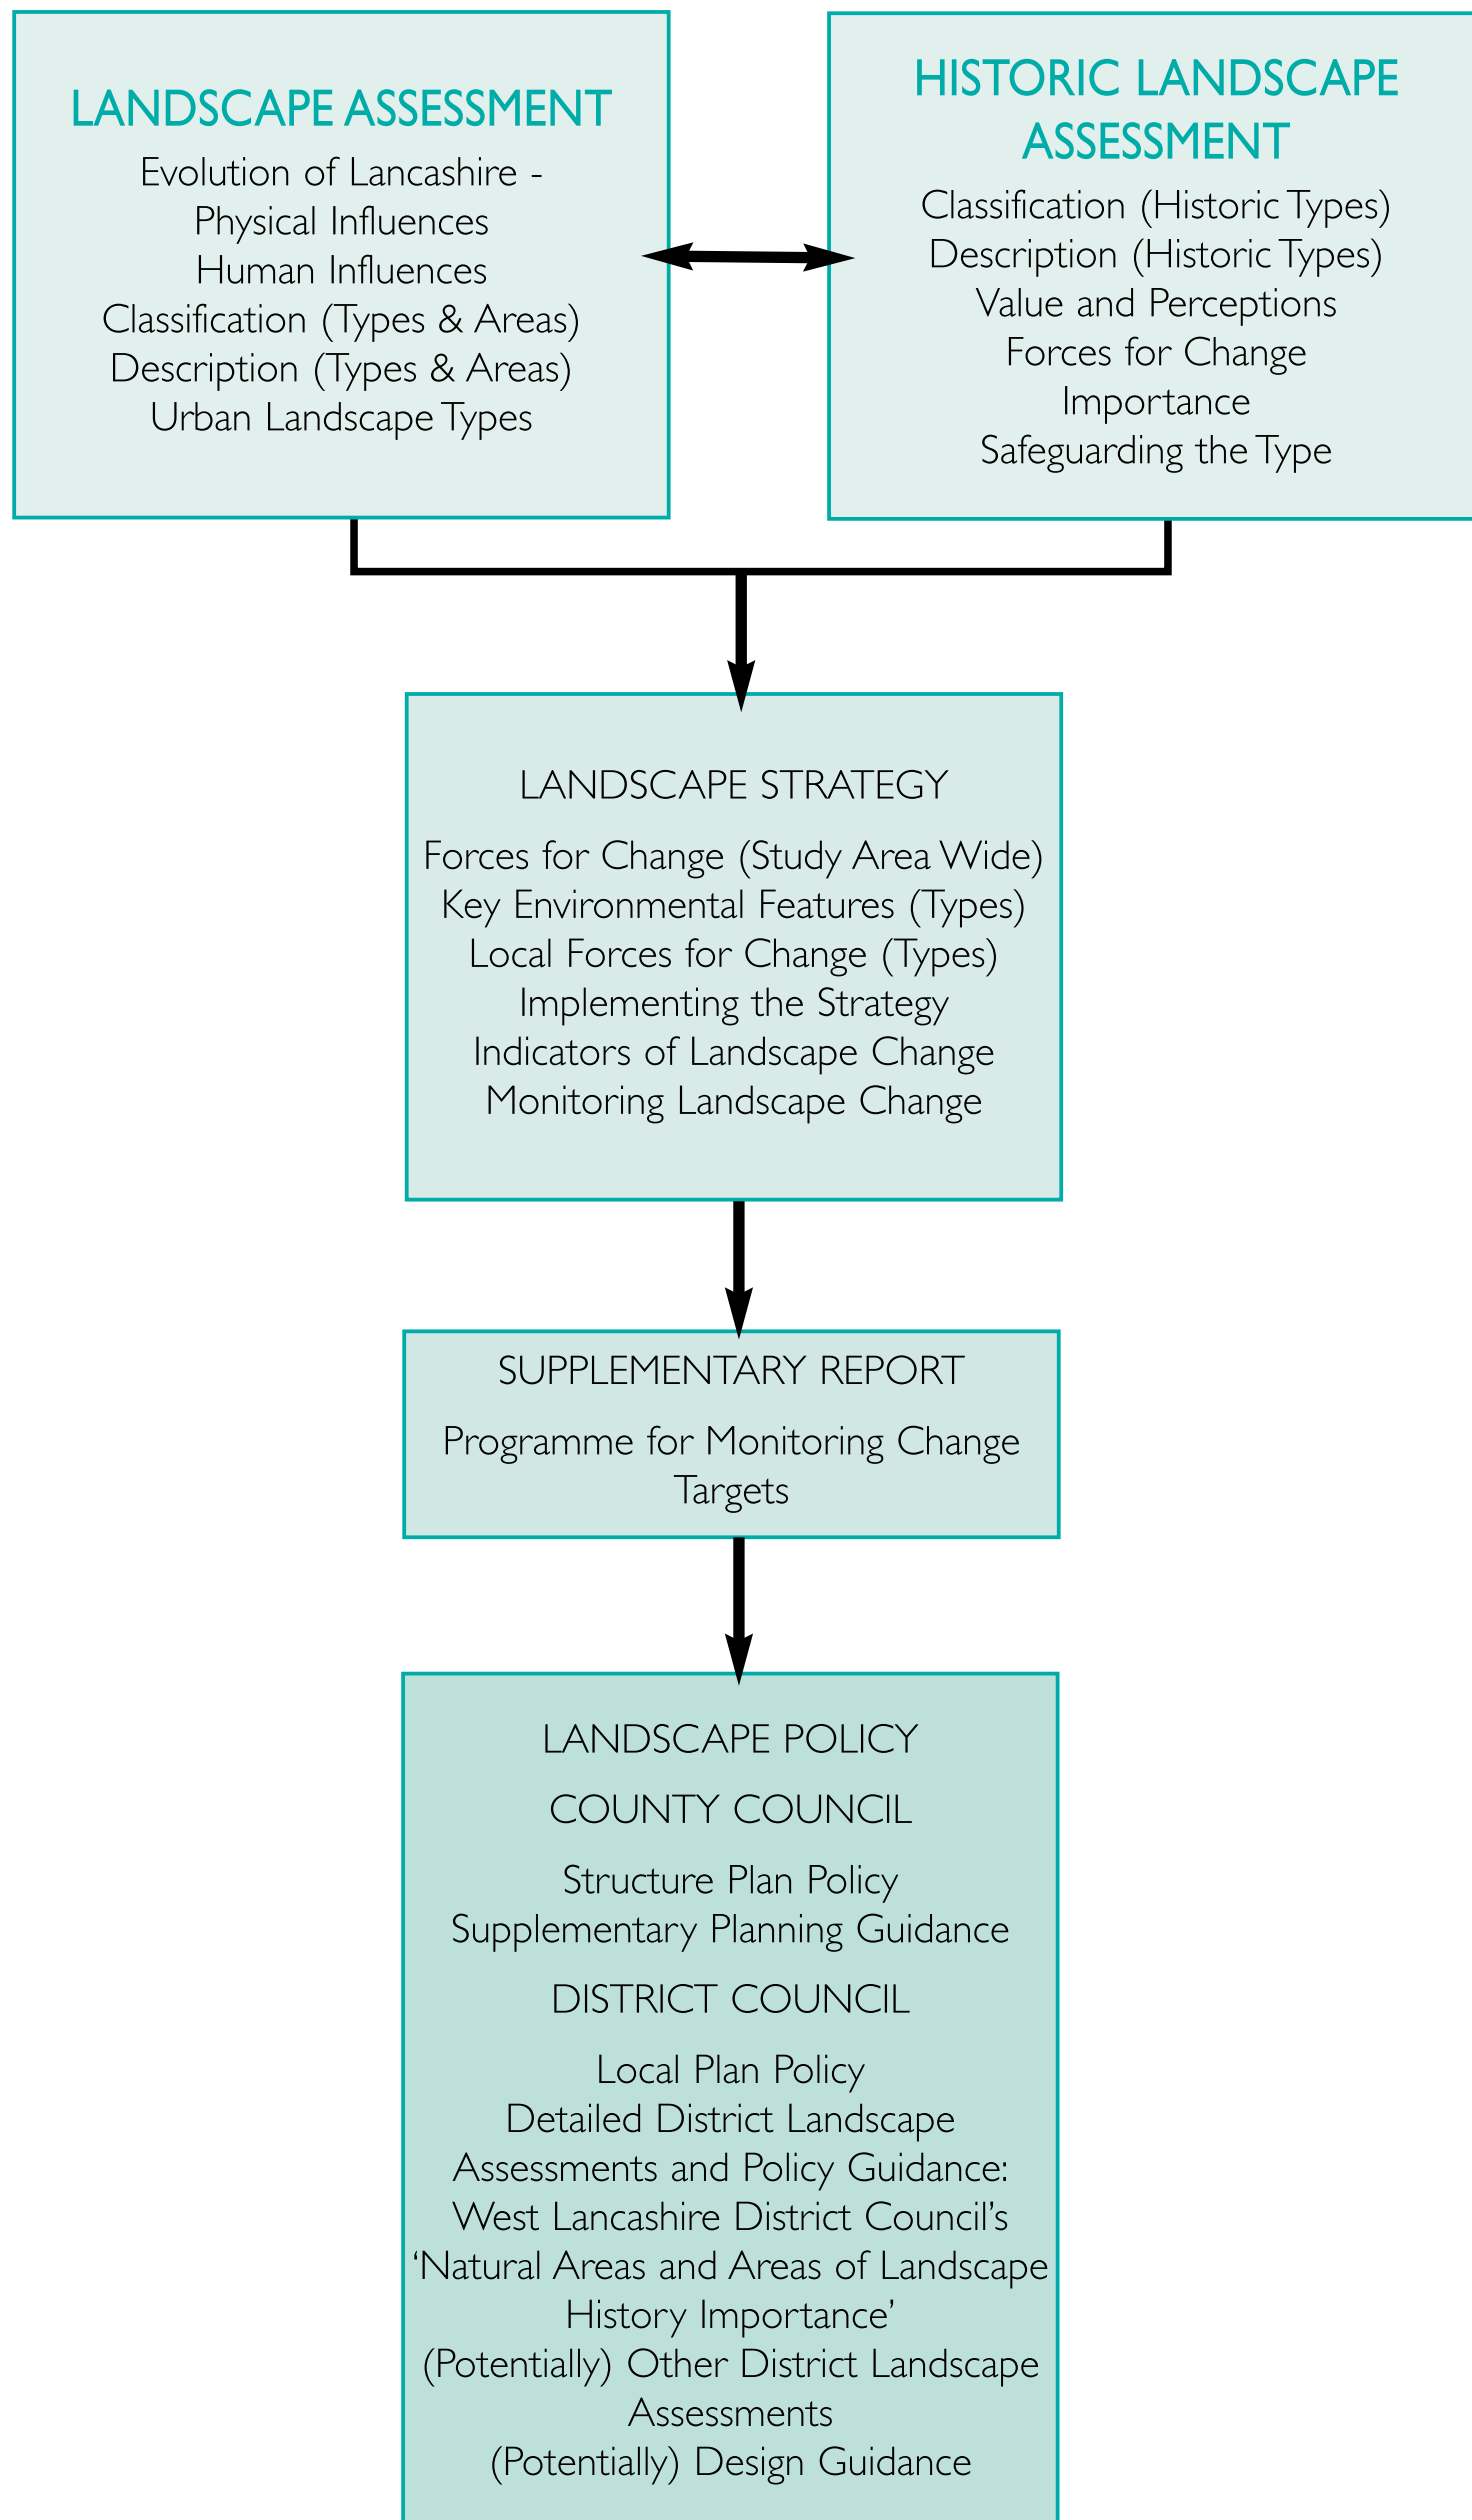 LANDSCAPE ASSESSMENT
Evolution of Lancashire -
Physical Influences
Human Influences
Classification (Types & Areas)
Description (Types & Areas)
Urban Landscape Types
HISTORIC LANDSCAPE
ASSESSMENT
Classification (Historic Types)
Description (Historic Types)
Value and Perceptions
Forces for Change
Importance
Safeguarding the Type
LANDSCAPE STRATEGY
Forces for Change (Study Area Wide)
Key Environmental Features (Types)
Local Forces for Change (Types)
Implementing the Strategy
Indicators of Landscape Change
Monitoring Landscape Change
SUPPLEMENTARY REPORT
Programme for Monitoring Change
Targets
LANDSCAPE POLICY
COUNTY COUNCIL
Structure Plan Policy
Supplementary Planning Guidance
DISTRICT COUNCIL
Local Plan Policy
Detailed District Landscape
Assessments and Policy Guidance:
West Lancashire District Council’s
‘Natural Areas and Areas of Landscape
History Importance’
(Potentially) Other District Landscape
Assessments
(Potentially) Design Guidance